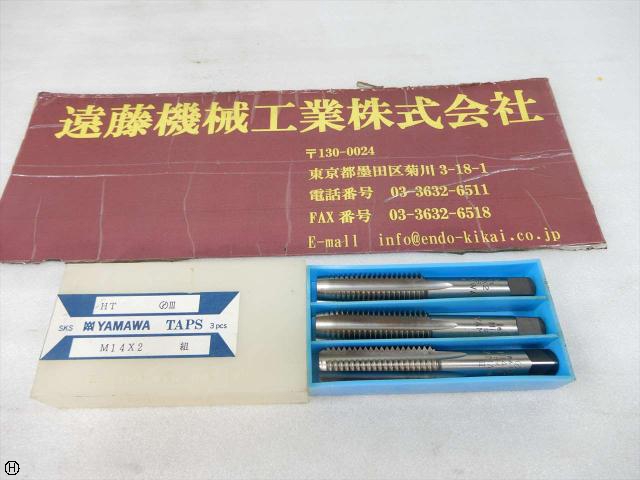 遠藤機械工業株式会社
〒130-0024
東京都墨田区菊川 3-18-1
電話番号 03-3632-6511
FAX 番号 03-3632-6518
E-mail info@endo-kikai.co.jp
HT Ⅲ
SKS YAMAWA TAPS 3pcs
M14X2 組
H